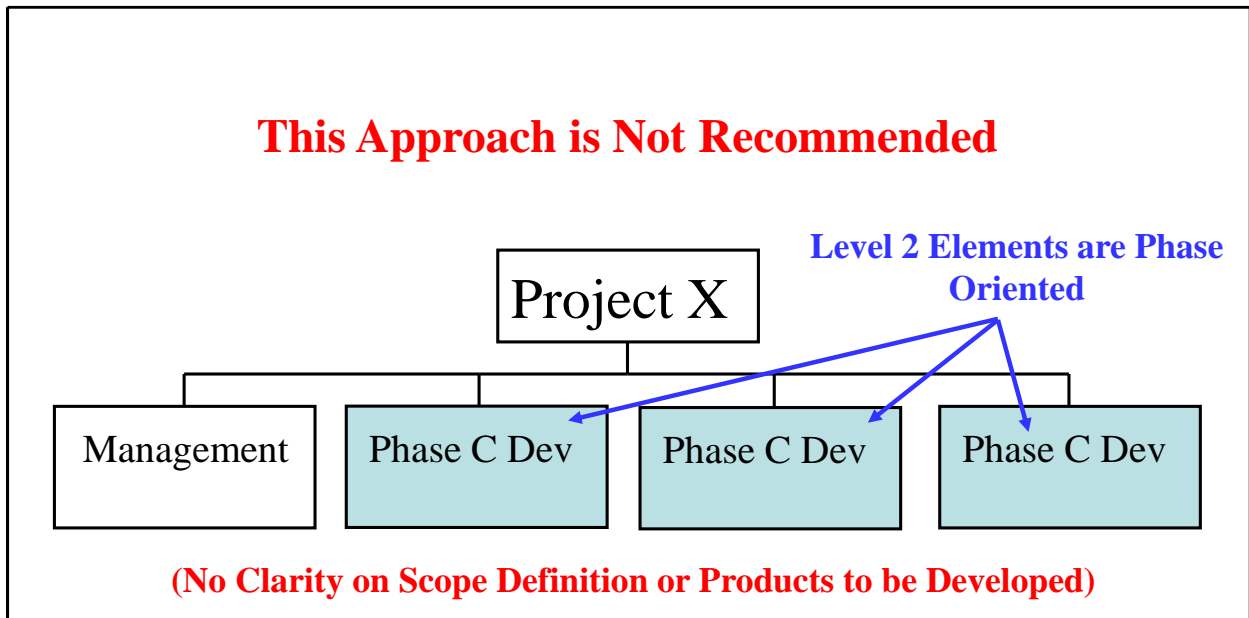 This Approach is Not Recommended
Level 2 Elements are Phase
Oriented
Project X
Management
Phase C Dev
Phase C Dev
Phase C Dev
(No Clarity on Scope Definition or Products to be Developed)